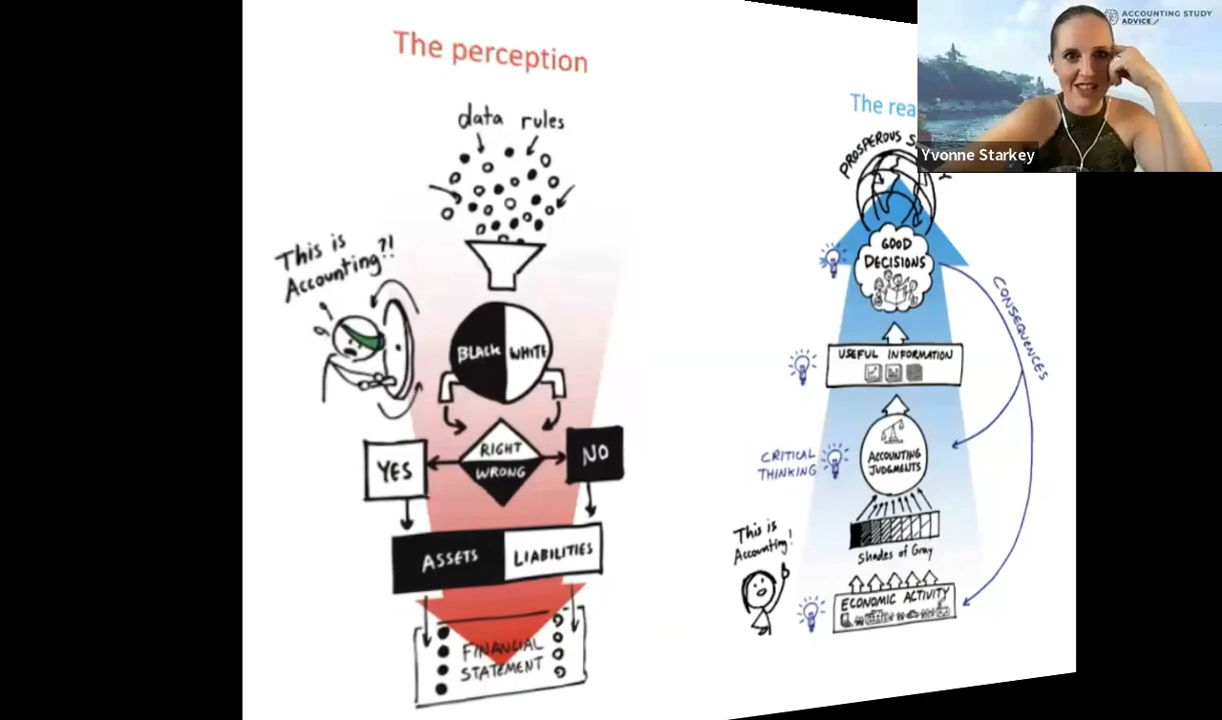 The perception
data rules
This is
Accounting?!
BLACK WHITE
RIGHT
WRONG
YES
NO
ASSETS LIABILITIES
FINANCIAL
STATEMENT
The rea
PROSPEROUS S
Y
GOOD
DECISIONS
CONSEQUENCES
USEFUL INFORMATION
CRITICAL
THINKING
ACCOUNTING
JUDGMENTS
Shades of Gray
This is
Accounting!
ECONOMIC ACTIVITY
ACCOUNTING STUDY
ADVICE
Yvonne Starkey